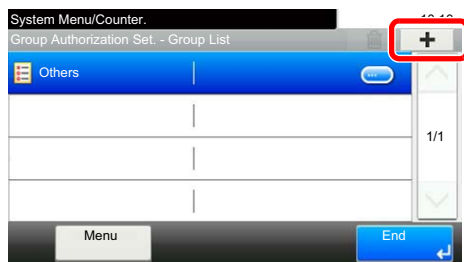 System Menu/Counter.
Group Authorization Set. - Group List
Others
1/1
Menu
End